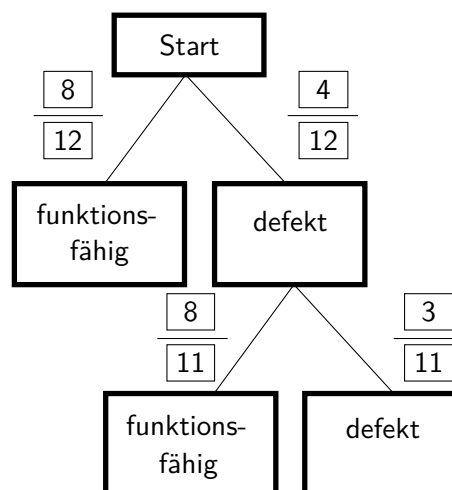 Start
8 4
12 12
funktions-
fähig
defekt
8 3
11 11
funktions-
fähig
defekt